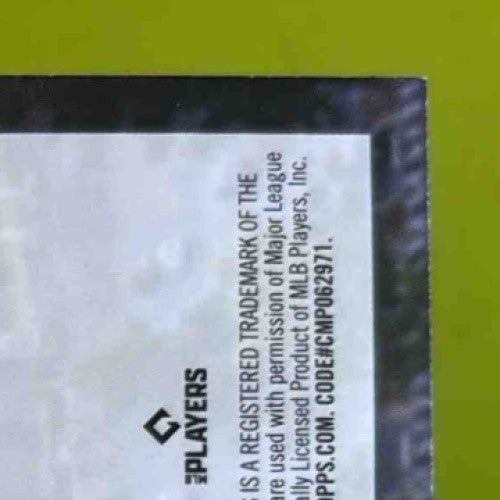 MLB PLAYERS
IS A REGISTERED TRADEMARK OF THE
are used with permission of Major League
ally Licensed Product of MLB Players, Inc.
PPS.COM. CODE#CMP062971.